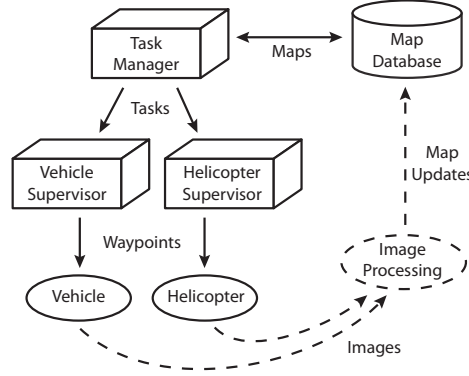 Task
Manager
Maps
Map
Database
Tasks
Vehicle
Supervisor
Helicopter
Supervisor
Map
Updates
Waypoints
Image
Processing
Vehicle
Helicopter
Images